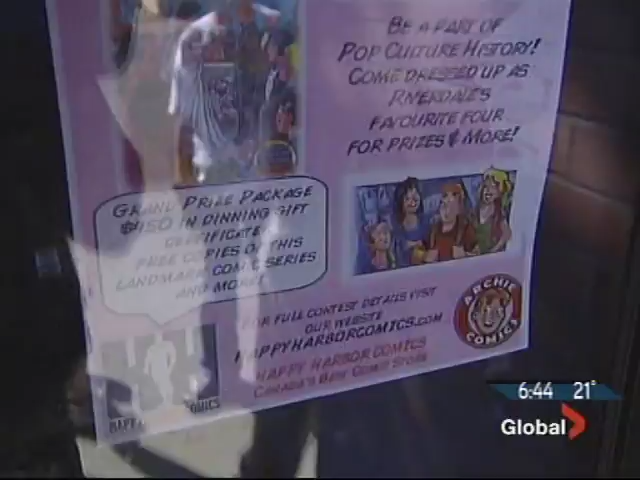 BE A PART OF
POP CULTURE HISTORY!
COME DRESSED UP AS
RIVERDALE'S
FAVOURITE FOUR
FOR PRIZES & MORE!
GRAND PRIZE PACKAGE
$150 IN DINNING GIFT
CERTIFICATE
FREE COPIES OF THIS
LANDMARK COMIC SERIES
AND MORE!
FOR FULL CONTEST DETAILS VISIT
OUR WEBSITE
HAPPYHARBORCOMICS.COM
HAPPY HARBOR COMICS
CANADA'S BEST COMIC STORE
ARCHIE
COMICS
COMICS
6:44 21°
Global